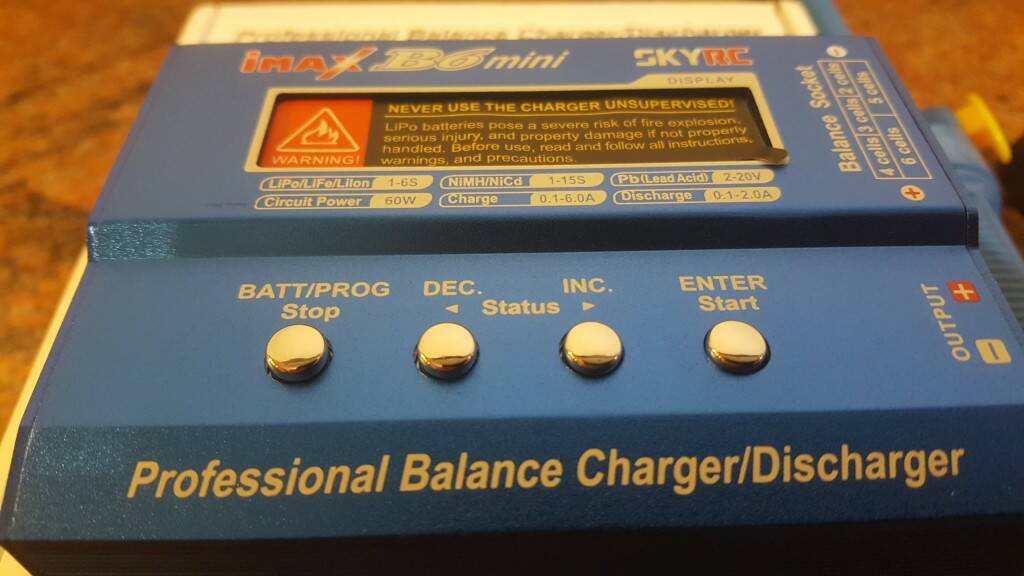 Professional Balance Charger/Discharger
iMAX B6 mini
SKYRC
DISPLAY
WARNING!
NEVER USE THE CHARGER UNSUPERVISED!
LiPo batteries pose a severe risk of fire explosion,
serious injury, and property damage if not properly
handled. Before use, read and follow all instructions,
warnings, and precautions.
LiPo/LiFe/LiIon 1-6S
NiMH/NiCd 1-15S
Pb(Lead Acid) 2-20V
Circuit Power 60W
Charge 0.1-6.0A
Discharge 0.1-2.0A
Balance Socket
2 cells
3 cells
4 cells
5 cells
6 cells
BATT/PROG
Stop
DEC.
◄ Status ►
INC.
ENTER
Start
OUTPUT
Professional Balance Charger/Discharger